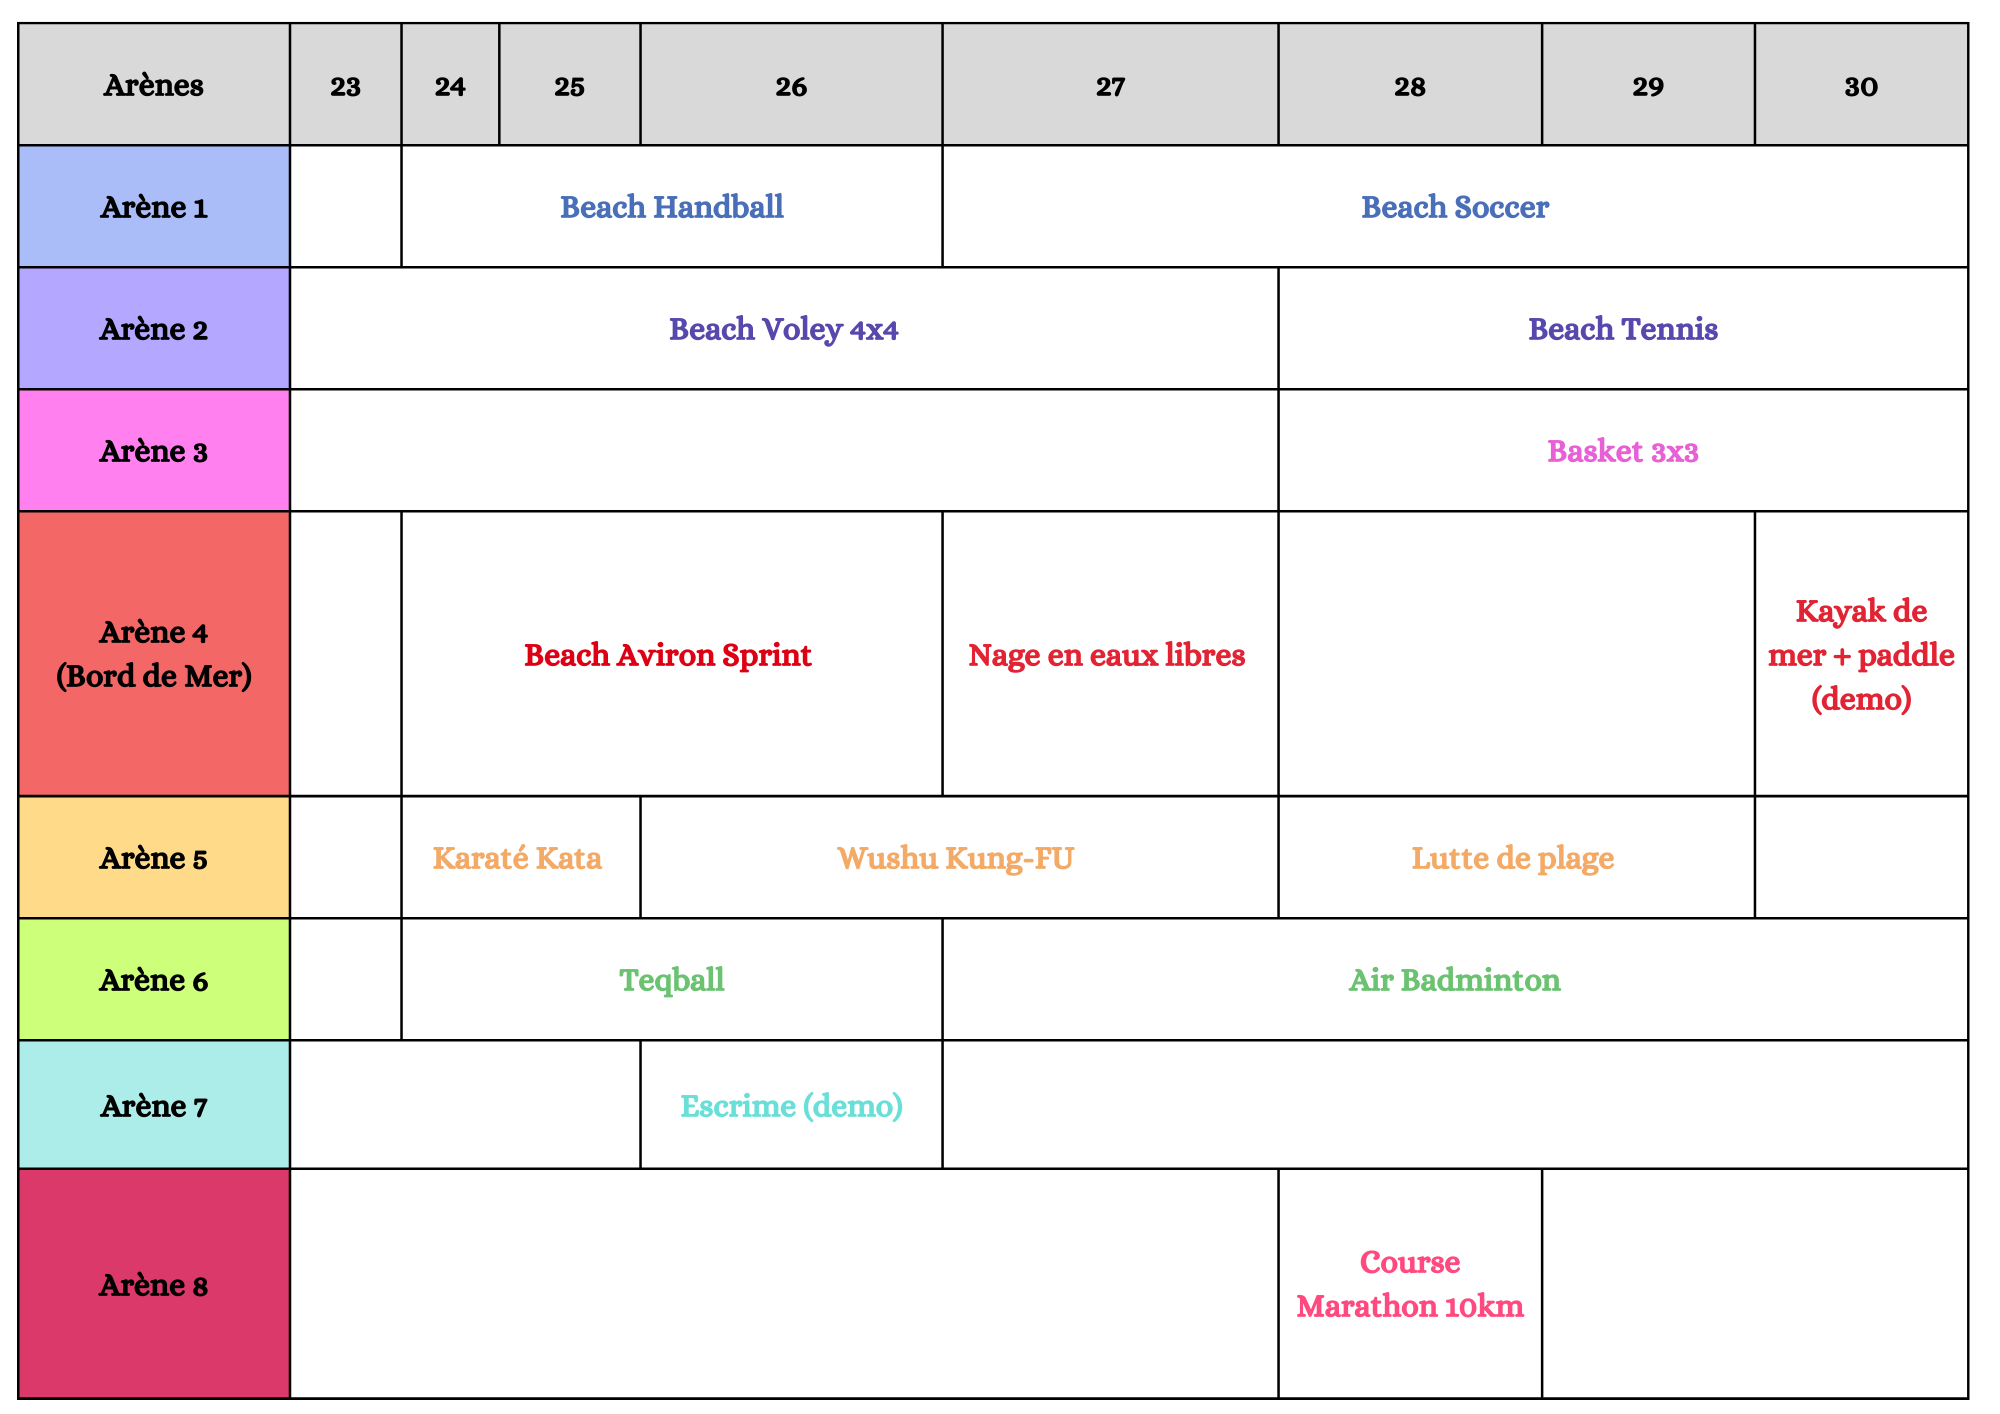 Arènes 23 24 25 26 27 28 29 30
Arène 1 Beach Handball Beach Soccer
Arène 2 Beach Voley 4x4 Beach Tennis
Arène 3 Basket 3x3
Arène 4
(Bord de Mer)
Beach Aviron Sprint Nage en eaux libres
Kayak de
mer + paddle
(demo)
Arène 5 Karaté Kata Wushu Kung-FU Lutte de plage
Arène 6 Teqball Air Badminton
Arène 7 Escrime (demo)
Arène 8
Course
Marathon 10km